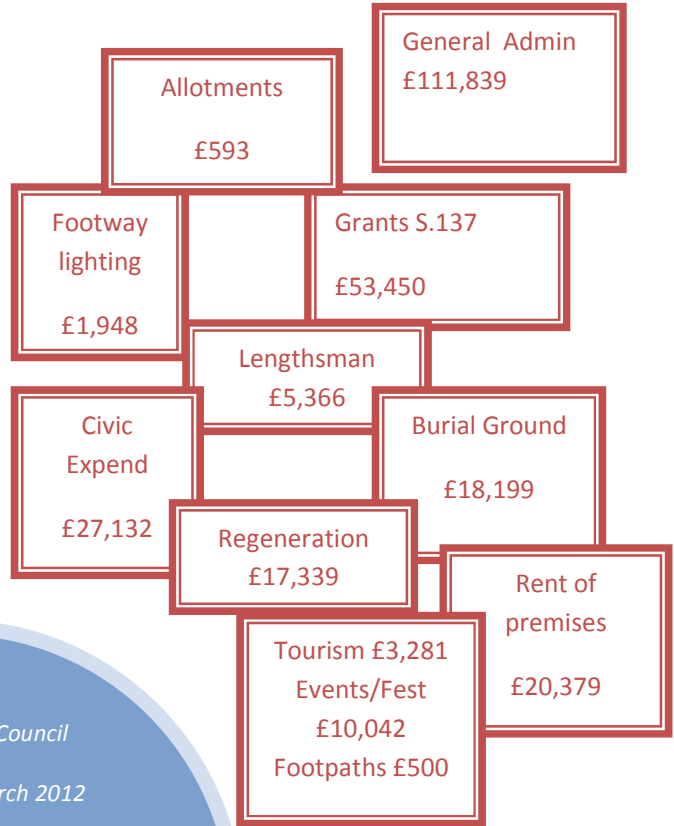 General Admin
£111,839
Allotments
£593
Footway
lighting
£1,948
Grants S.137
£53,450
Lengthsman
£5,366
Civic
Expend
£27,132
Burial Ground
£18,199
Regeneration
£17,339
Rent of
premises
£20,379
Tourism £3,281
Events/Fest
£10,042
Footpaths £500
Council
rch 2012